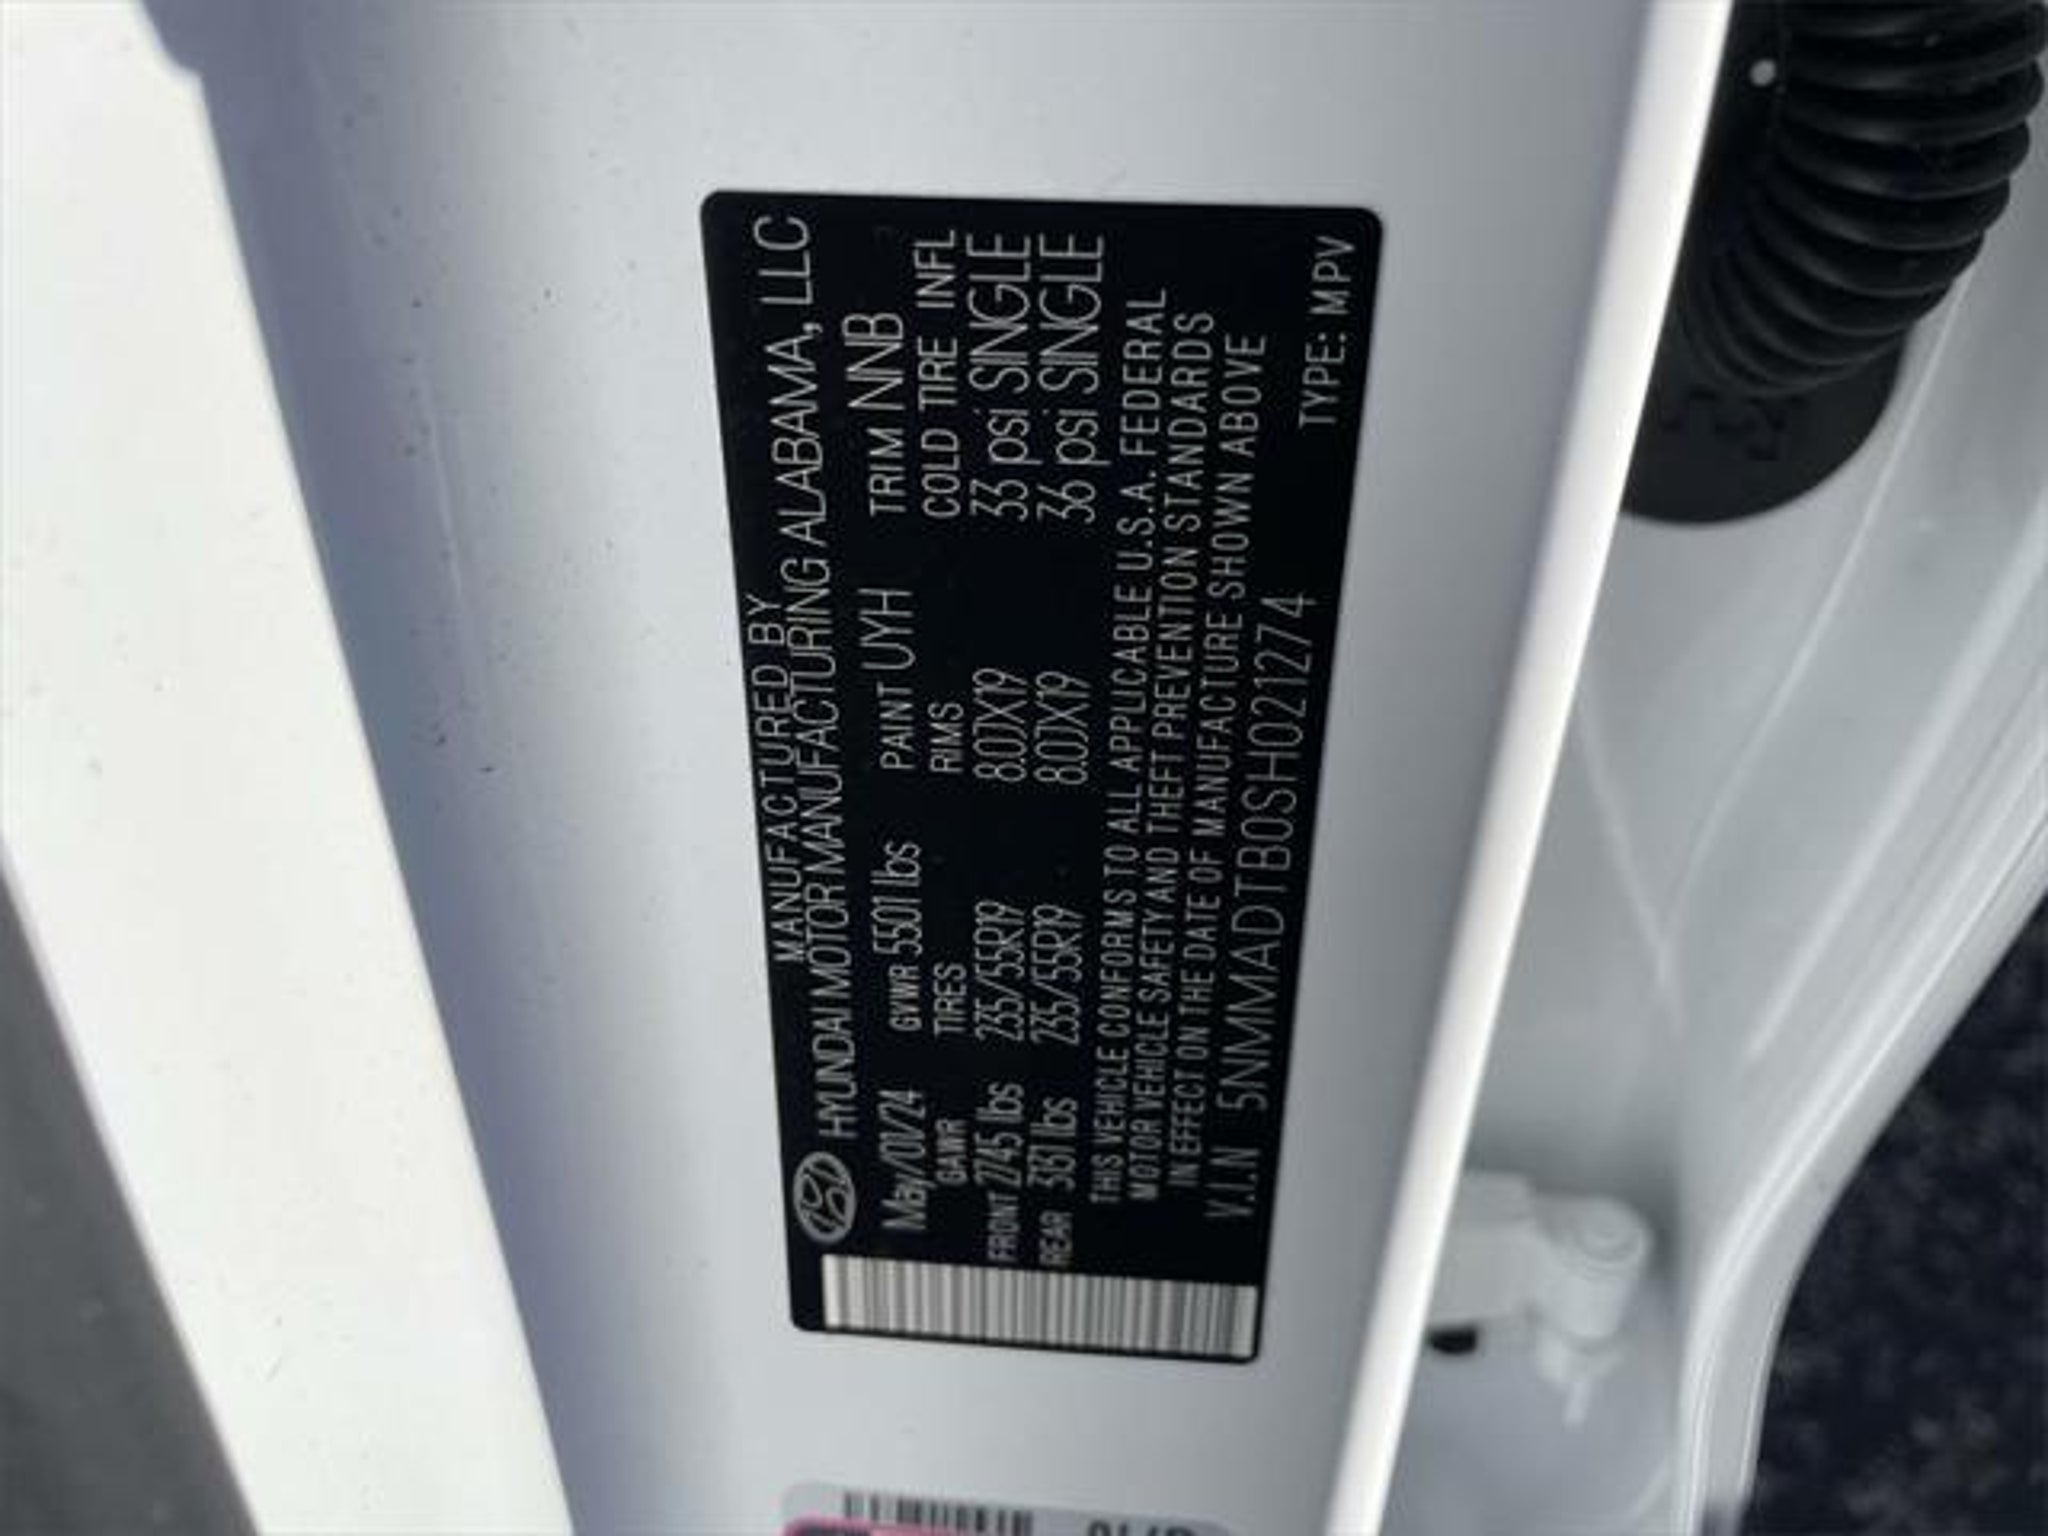 MANUFACTURED BY
HYUNDAI MOTOR MANUFACTURING ALABAMA, LLC
May/01/24 GVWR 5501 lbs PAINT UYH TRIM NNB
GAWR TIRES RIMS COLD TIRE INFL
FRONT 2745 lbs 235/55R19 8.0JX19 33 psi SINGLE
REAR 3131 lbs 235/55R19 8.0JX19 36 psi SINGLE
THIS VEHICLE CONFORMS TO ALL APPLICABLE U.S.A. FEDERAL
MOTOR VEHICLE SAFETY AND THEFT PREVENTION STANDARDS
IN EFFECT ON THE DATE OF MANUFACTURE SHOWN ABOVE
V.I.N 5NMMADTB0SH021274
TYPE: MPV